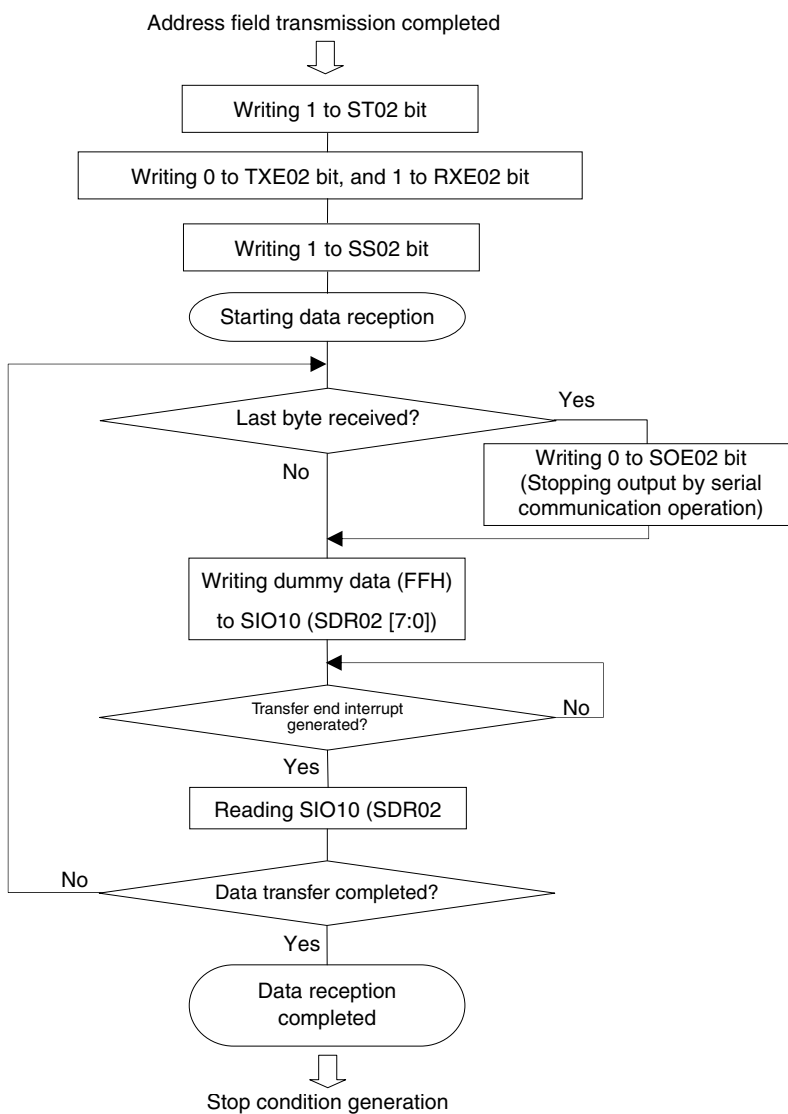 Address field transmission completed
Writing 1 to ST02 bit
Writing 0 to TXE02 bit, and 1 to RXE02 bit
Writing 1 to SS02 bit
Starting data reception
Last byte received?
Yes
No
Writing 0 to SOE02 bit
(Stopping output by serial
communication operation)
Writing dummy data (FFH)
to SIO10 (SDR02 [7:0])
Transfer end interrupt
generated?
No
Yes
Reading SIO10 (SDR02
No
Data transfer completed?
Yes
Data reception
completed
Stop condition generation